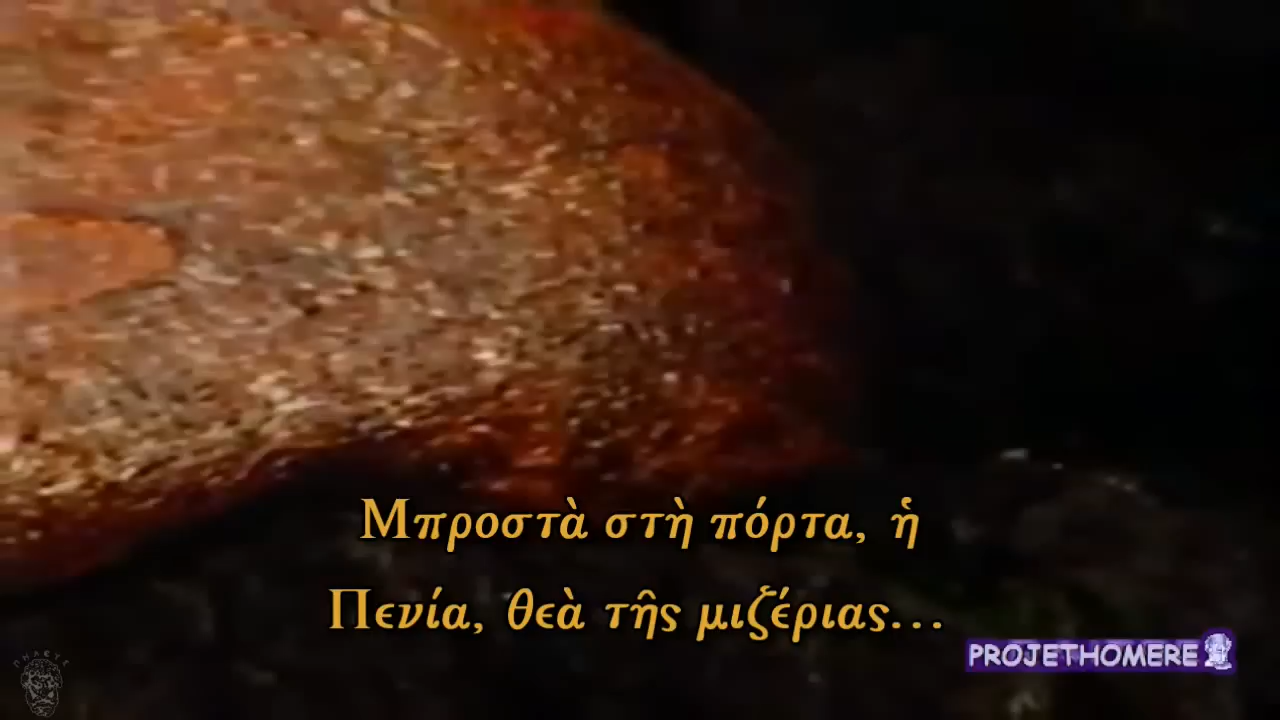 Μπροστὰ στὴ πόρτα, ἡ
Πενία, θεὰ τῆς μιζέριας...
PROJETHOMERE